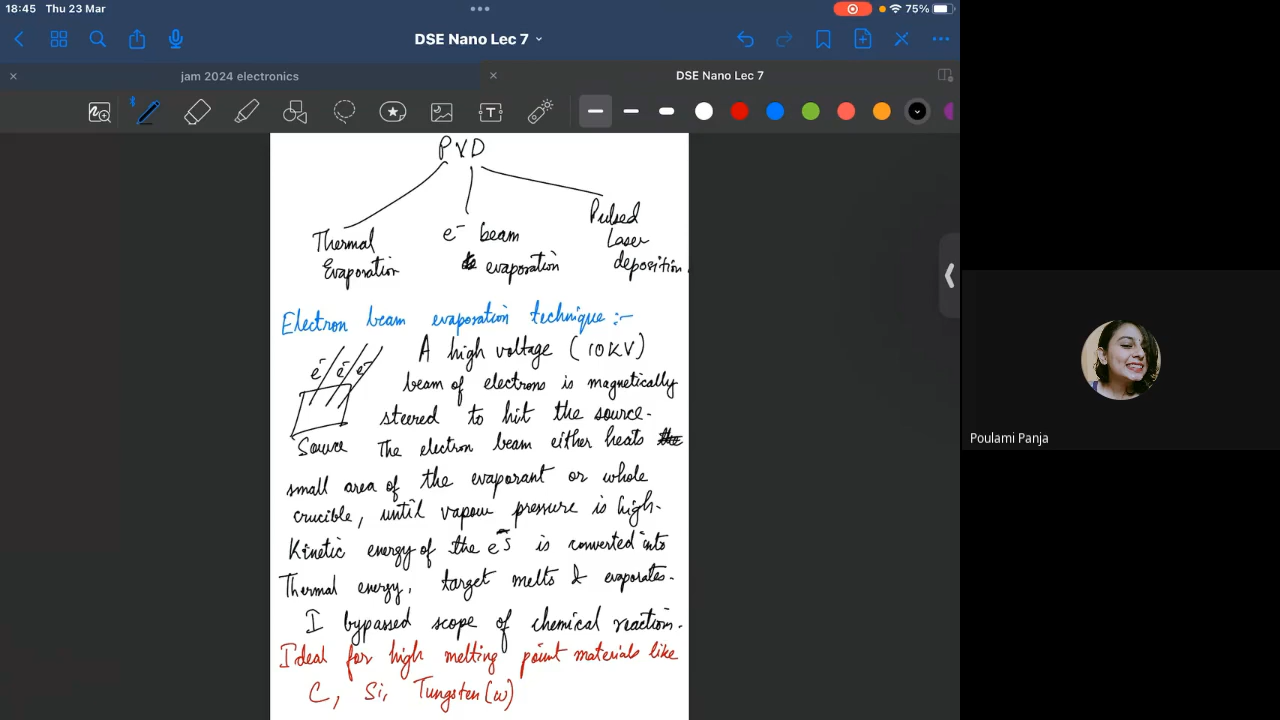 18:45 Thu 23 Mar
75%
DSE Nano Lec 7
jam 2024 electronics
DSE Nano Lec 7
PVD
Thermal Evaporation
e⁻ beam evaporation
Pulsed Laser deposition.
Electron beam evaporation technique :-
e⁻ e⁻ e⁻
Source
A high voltage (10KV)
beam of electrons is magnetically
steered to hit the source.
The electron beam either heats the
small area of the evaporant or whole
crucible, until vapour pressure is high.
Kinetic energy of the e⁻s is converted into
Thermal energy, target melts & evaporates.
I bypassed scope of chemical reaction.
Ideal for high melting point materials like
C, Si, Tungsten (W)
Poulami Panja